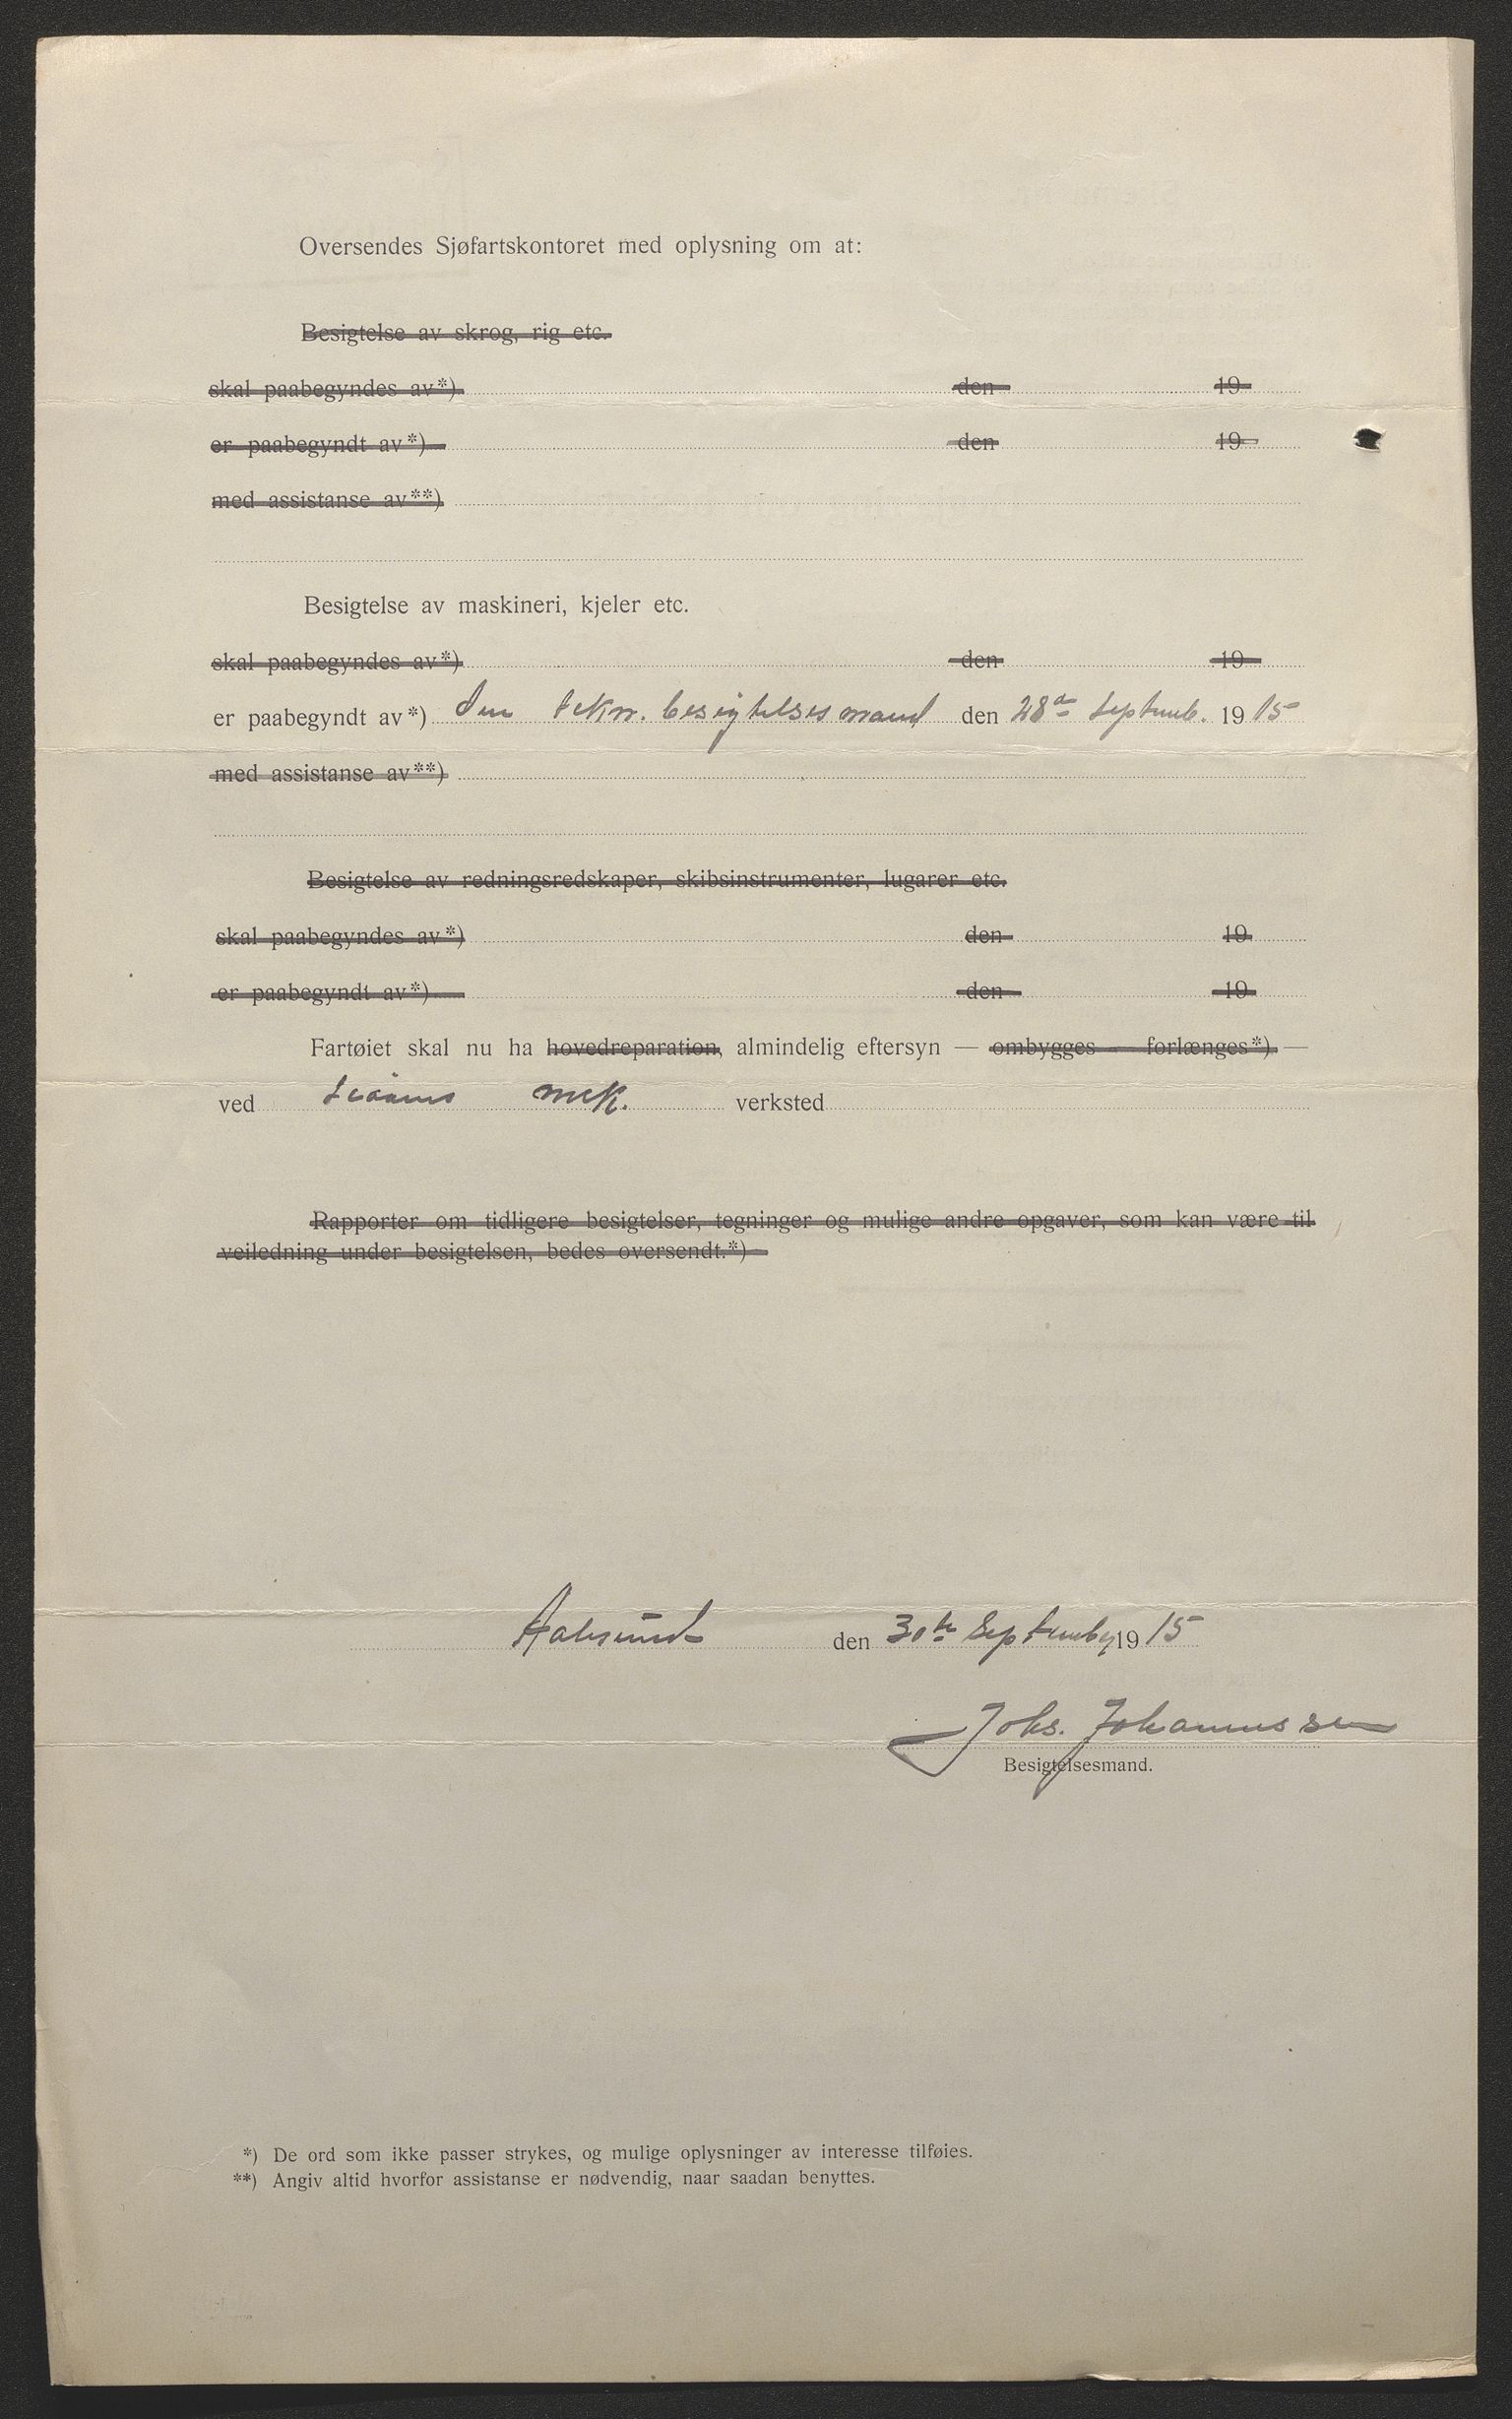 Oversendes Sjøfartskontoret med oplysning om at:
Besigtelse av skrog, rig etc.
skal paabegyndes av*) den 19
er paabegyndt av*) den 19
med assistanse av**)
Besigtelse av maskineri, kjeler etc.
skal paabegyndes av*) den 19
er paabegyndt av*) den tekn. besigtelsesmand den 28de Septemb. 1915
med assistanse av**)
Besigtelse av redningsredskaper, skibsinstrumenter, lugarer etc.
skal paabegyndes av*) den 19
er paabegyndt av*) den 19
Fartøiet skal nu ha hovedreparation, almindelig eftersyn — ombygges — forlænges*) —
ved mek. verksted
Rapporter om tidligere besigtelser, tegninger og mulige andre opgaver, som kan være til
veiledning under besigtelsen, bedes oversendt.*)
Aalesund den 30te September 1915
Johs. Johannessen
Besigtelsesmand.
*) De ord som ikke passer strykes, og mulige oplysninger av interesse tilføies.
**) Angiv altid hvorfor assistanse er nødvendig, naar saadan benyttes.